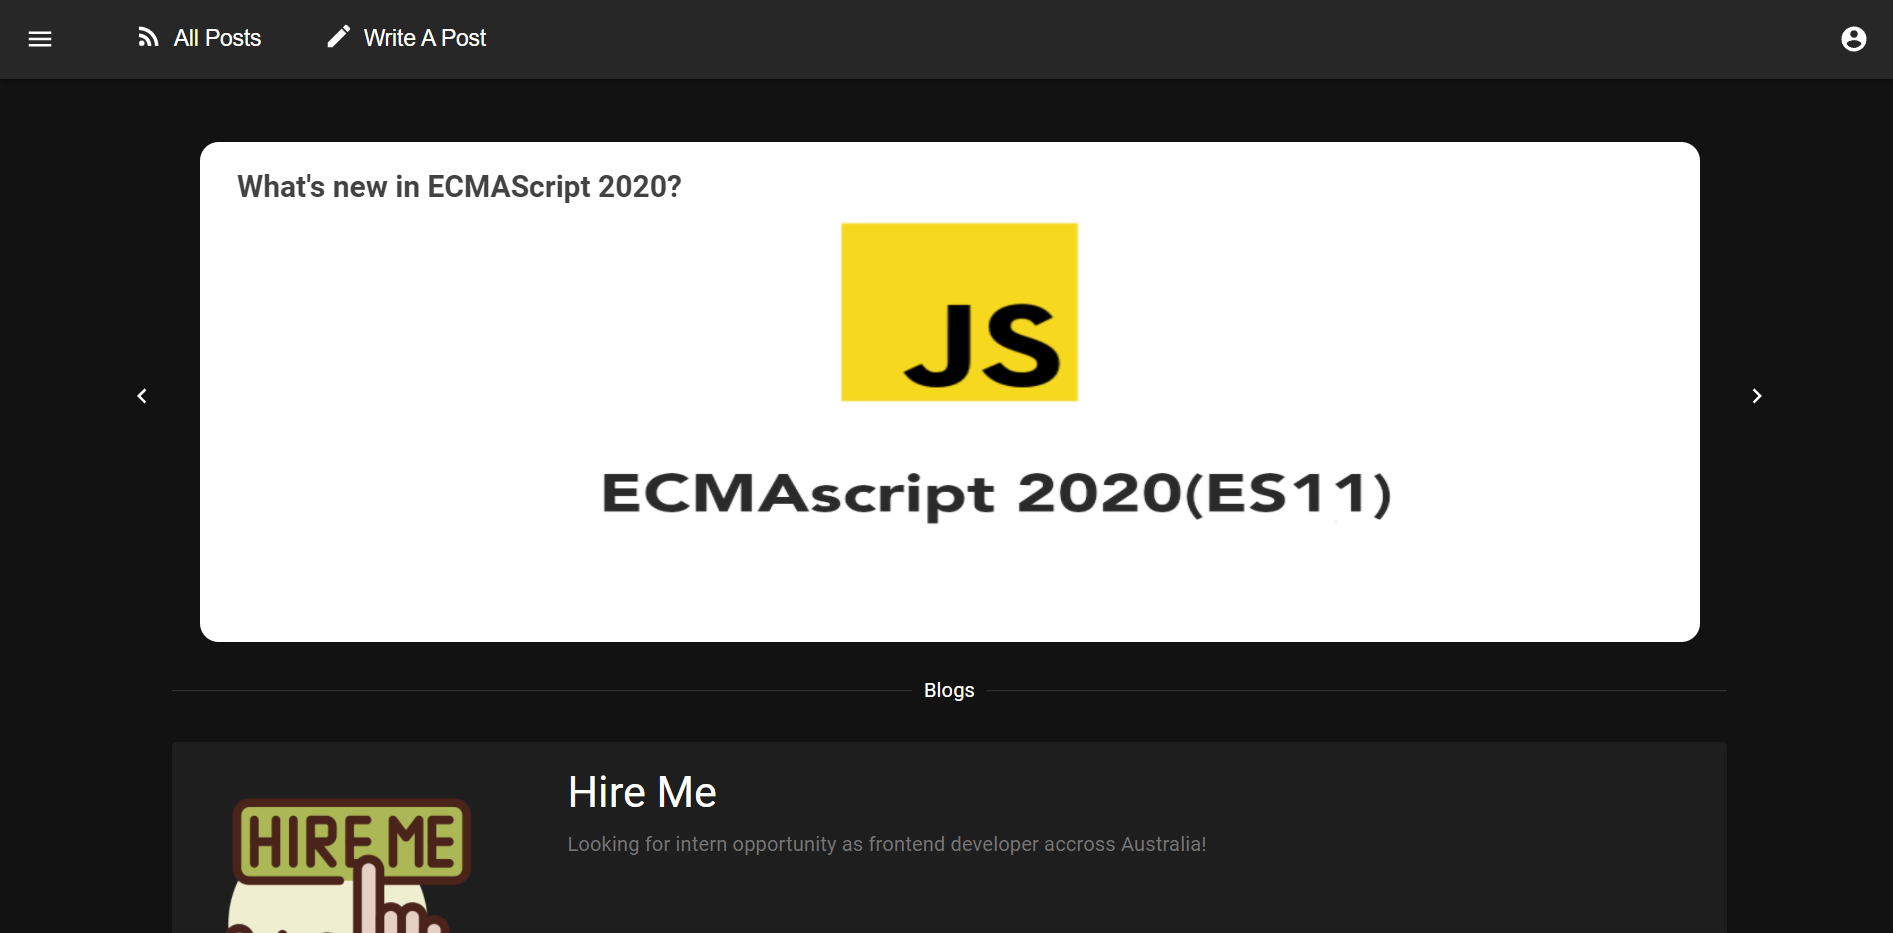 All Posts
Write A Post
What's new in ECMAScript 2020?
JS
ECMAscript 2020(ES11)
Blogs
Hire Me
HIRE ME
Looking for intern opportunity as frontend developer accross Australia!